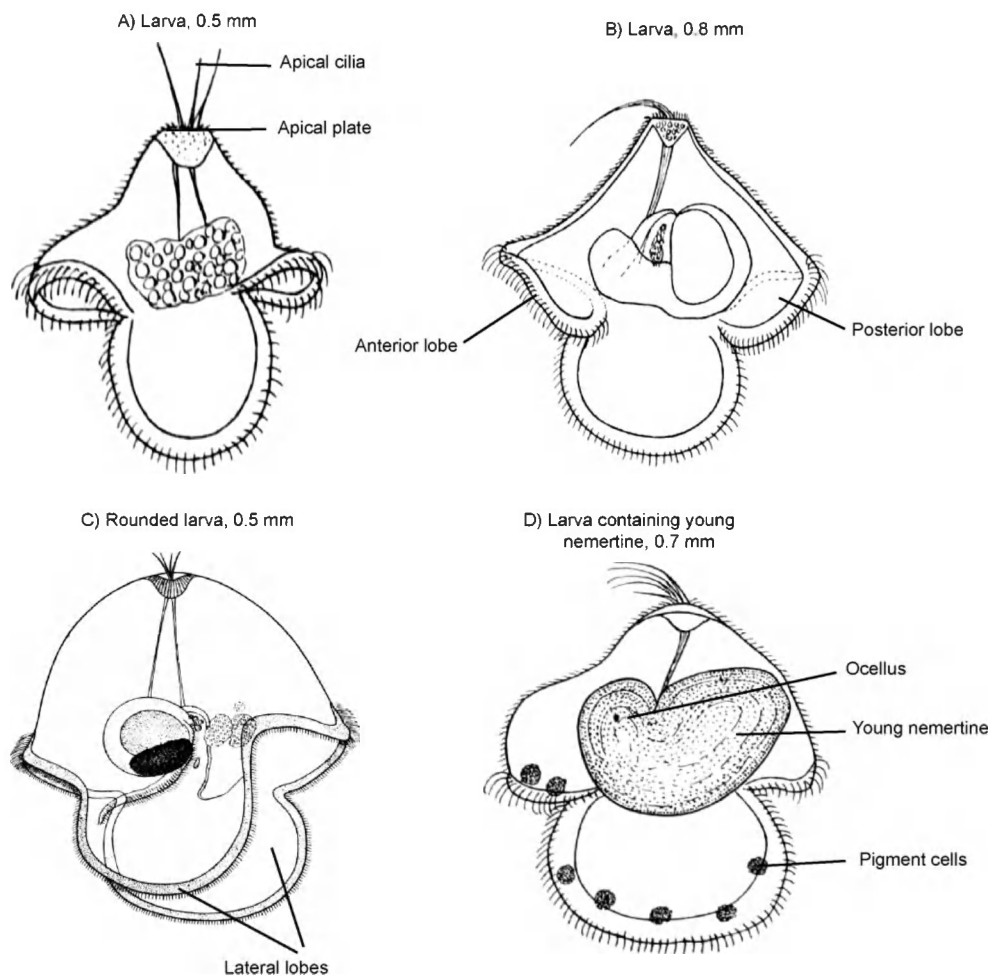 A) Larva, 0.5 mm
Apical cilia
Apical plate
B) Larva, 0.8 mm
Anterior lobe
Posterior lobe
C) Rounded larva, 0.5 mm
Lateral lobes
D) Larva containing young
nemertine, 0.7 mm
Ocellus
Young nemertine
Pigment cells